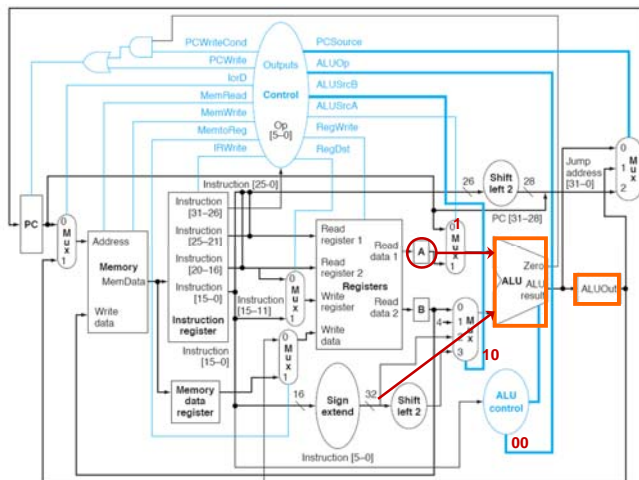 PCWriteCond
PCWrite
IorD
MemRead
MemWrite
MemtoReg
IRWrite
Outputs
Control
Op
[5–0]
PCSource
ALUOp
ALUSrcB
ALUSrcA
RegWrite
RegDst
PC
0
M
u
x
1
Address
Memory
MemData
Write
data
Instruction [25–0]
Instruction
[31–26]
Instruction
[25–21]
Instruction
[20–16]
Instruction
[15–0]
Instruction
register
Instruction
[15–0]
Memory
data
register
Instruction
[15–11]
0
M
u
x
1
0
M
u
x
1
Read
register 1
Read
register 2
Registers
Write
register
Write
data
Read
data 1
Read
data 2
A
B
4
1
0
M
u
x
1
0
1
M
2
u
x
3
10
16
Sign
extend
32
Shift
left 2
Instruction [5–0]
26
Shift
left 2
28
Jump
address
[31–0]
PC [31–28]
0
M
1
u
x
2
Zero
ALU
ALU
result
ALUOut
ALU
control
00